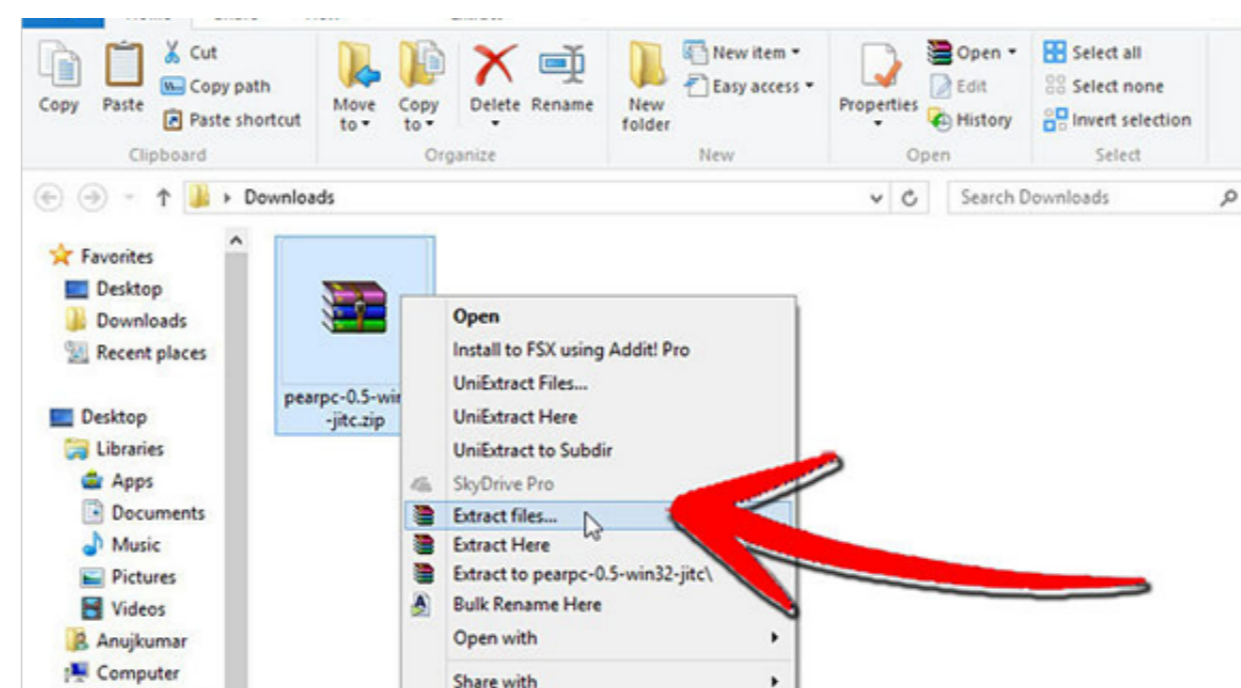 Cut
Copy path
Paste shortcut
Copy
Paste
Clipboard
Move to
Copy to
Delete
Rename
Organize
New folder
New item
Easy access
New
Properties
Open
Edit
History
Open
Select all
Select none
Invert selection
Select
Downloads
Search Downloads
Favorites
Desktop
Downloads
Recent places
Desktop
Libraries
Apps
Documents
Music
Pictures
Videos
Anujkumar
Computer
pearpc-0.5-win
-jitc.zip
Open
Install to FSX using Addit! Pro
UniExtract Files...
UniExtract Here
UniExtract to Subdir
SkyDrive Pro
Extract files...
Extract Here
Extract to pearpc-0.5-win32-jitc\
Bulk Rename Here
Open with
Share with